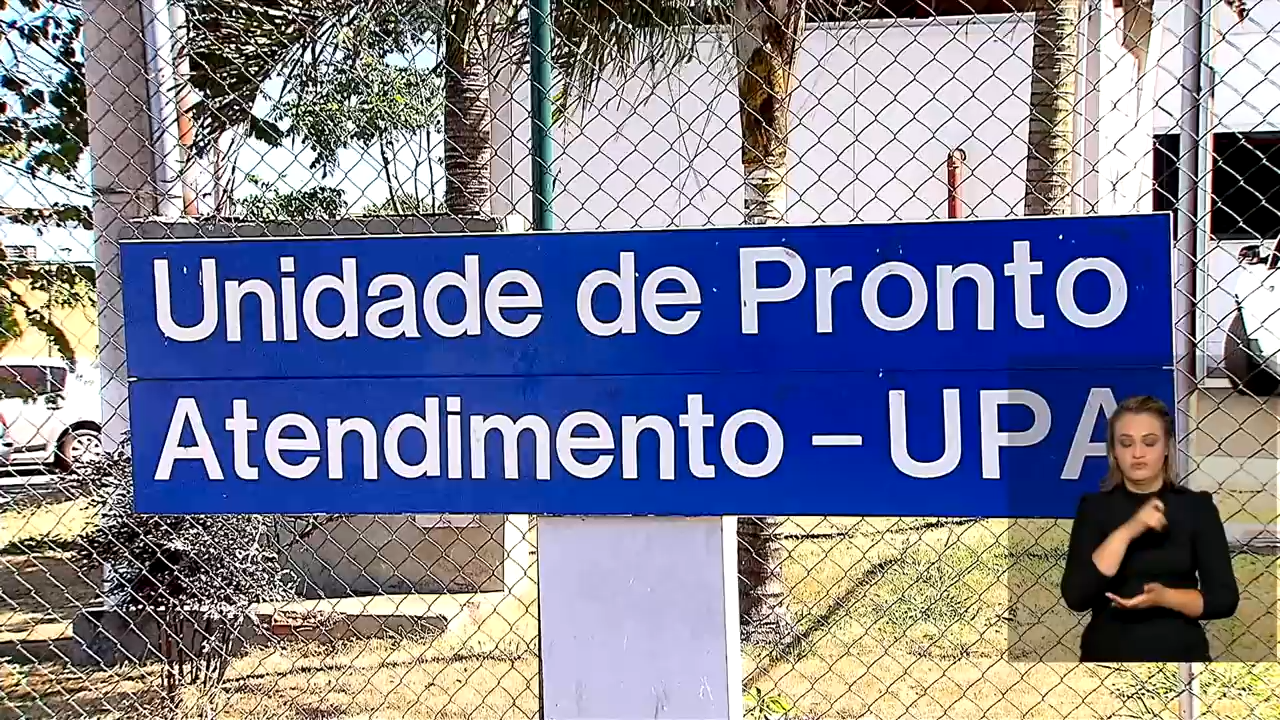 Unidade de Pronto
Atendimento – UPA